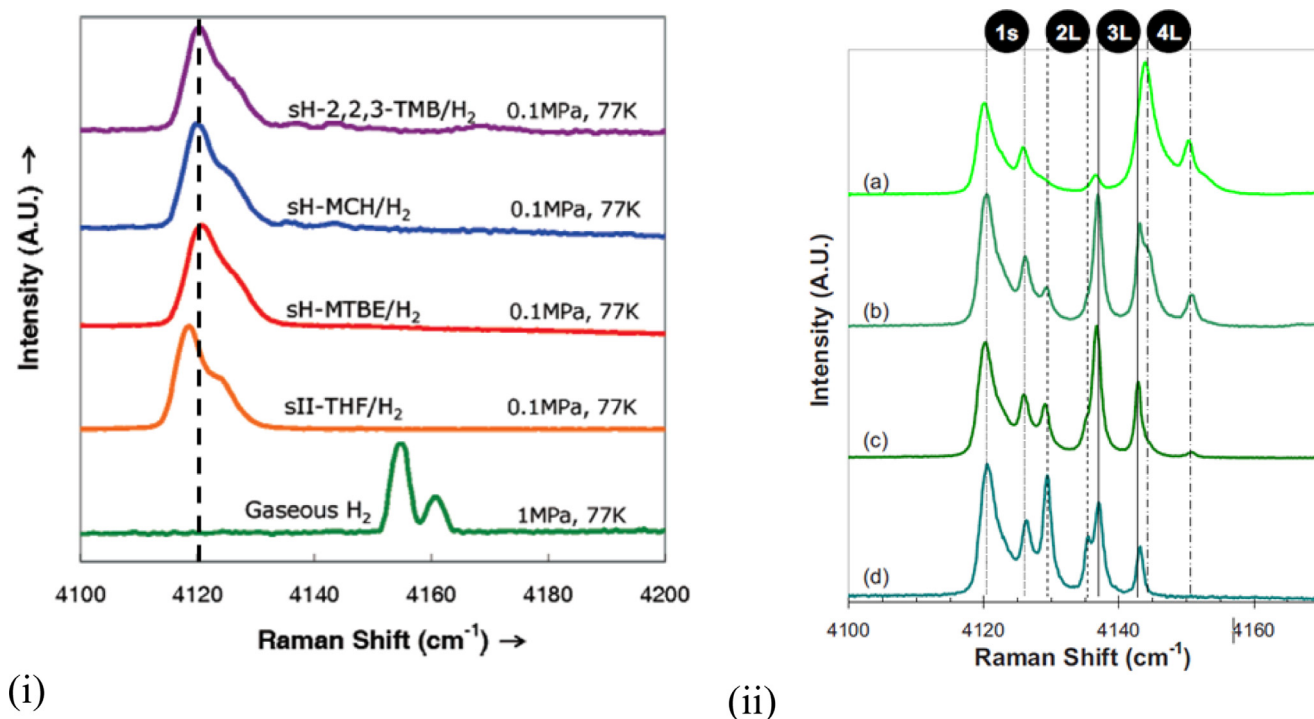 Intensity (A.U.) →
sH-2,2,3-TMB/H₂ 0.1MPa, 77K
sH-MCH/H₂ 0.1MPa, 77K
sH-MTBE/H₂ 0.1MPa, 77K
sII-THF/H₂ 0.1MPa, 77K
Gaseous H₂ 1MPa, 77K
4100 4120 4140 4160 4180 4200
Raman Shift (cm⁻¹) →
(i)
1s 2L 3L 4L
Intensity (A.U.)
(a)
(b)
(c)
(d)
4100 4120 4140 4160
Raman Shift (cm⁻¹)
(ii)